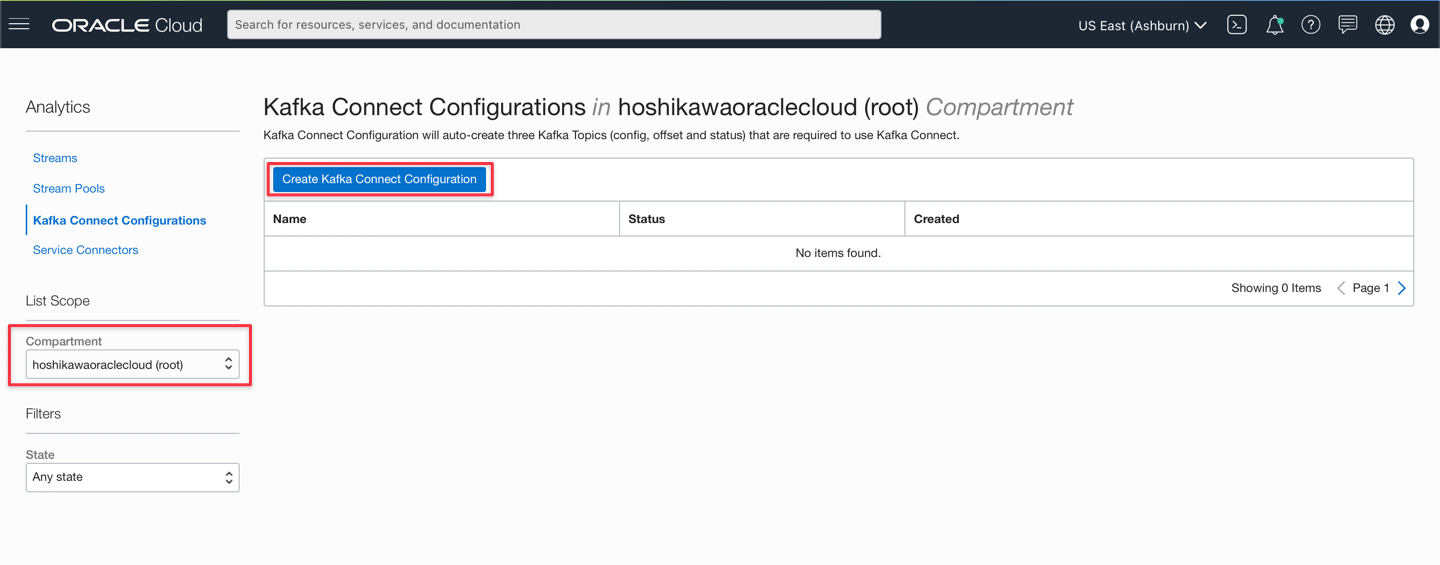 ORACLE Cloud
Search for resources, services, and documentation
US East (Ashburn)
Analytics
Streams
Stream Pools
Kafka Connect Configurations
Service Connectors
List Scope
Compartment
hoshikawaoraclecloud (root)
Filters
State
Any state
Kafka Connect Configurations in hoshikawaoraclecloud (root) Compartment
Kafka Connect Configuration will auto-create three Kafka Topics (config, offset and status) that are required to use Kafka Connect.
Create Kafka Connect Configuration
Name Status Created
No items found.
Showing 0 Items Page 1